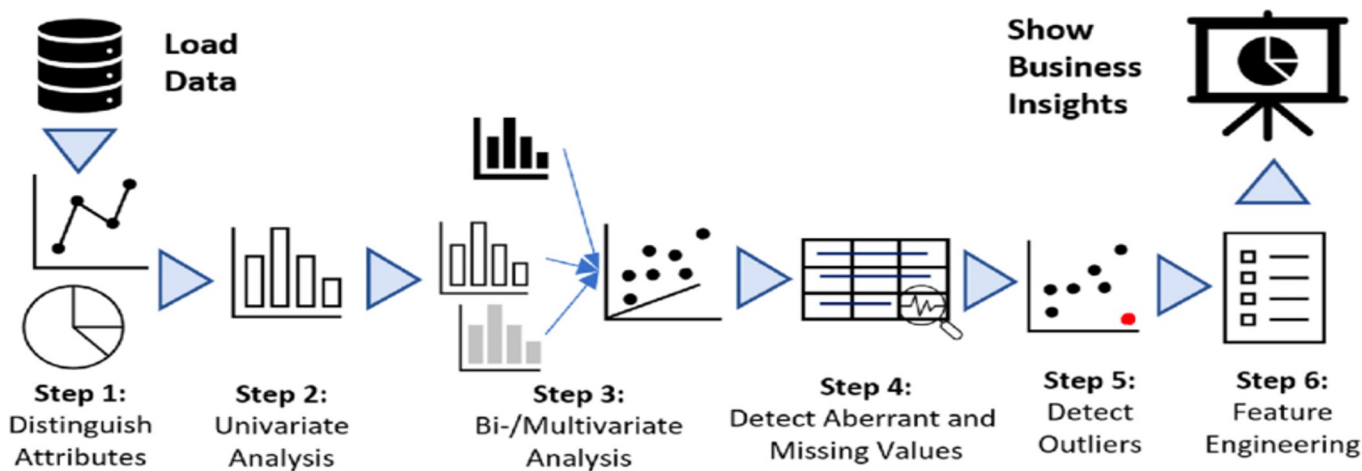 Load
Data
Show
Business
Insights
Step 1:
Distinguish
Attributes
Step 2:
Univariate
Analysis
Step 3:
Bi-/Multivariate
Analysis
Step 4:
Detect Aberrant and
Missing Values
Step 5:
Detect
Outliers
Step 6:
Feature
Engineering